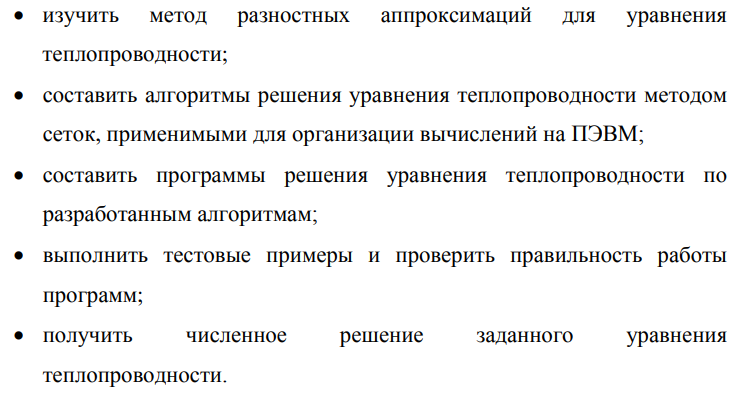 • изучить метод разностных аппроксимаций для уравнения
теплопроводности;
• составить алгоритмы решения уравнения теплопроводности методом
сеток, применимыми для организации вычислений на ПЭВМ;
• составить программы решения уравнения теплопроводности по
разработанным алгоритмам;
• выполнить тестовые примеры и проверить правильность работы
программ;
• получить численное решение заданного уравнения
теплопроводности.